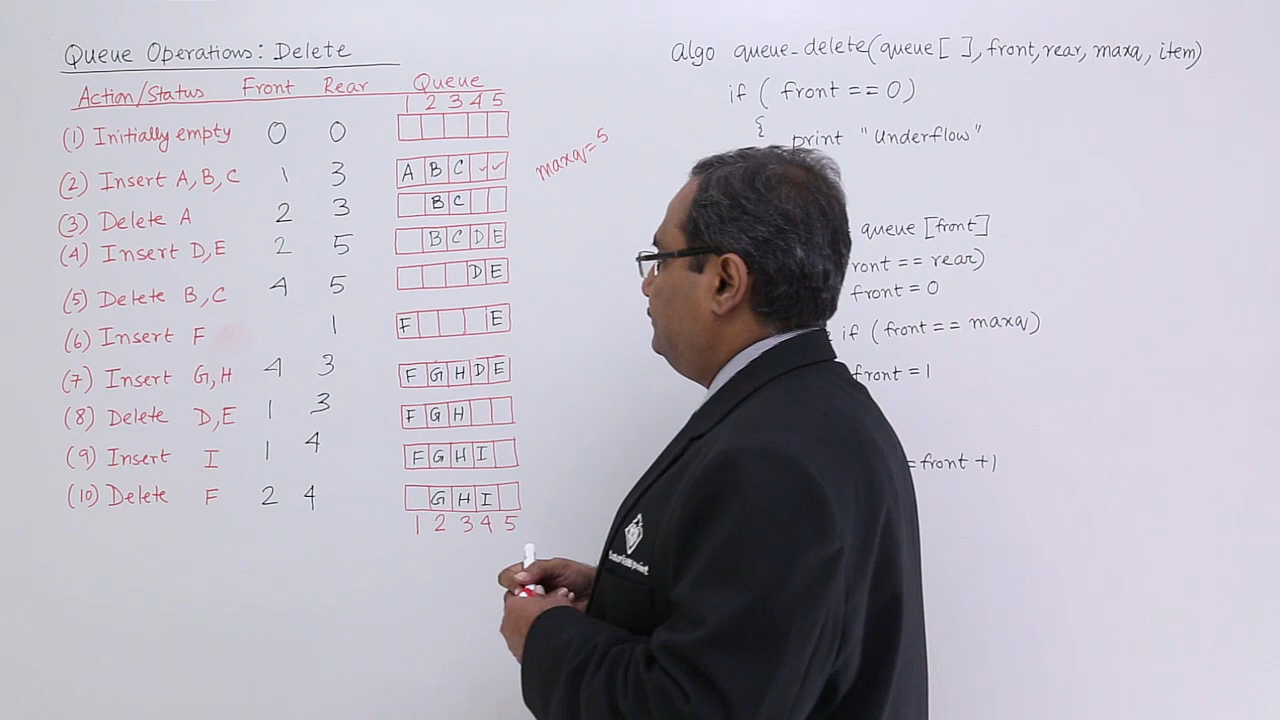 Queue Operations: Delete
Action/Status Front Rear Queue
1 2 3 4 5
(1) Initially empty 0 0
(2) Insert A, B, C 1 3 A B C ✓ ✓
maxq = 5
(3) Delete A 2 3 B C
(4) Insert D, E 2 5 B C D E
(5) Delete B, C 4 5 D E
(6) Insert F 1 F E
(7) Insert G, H 4 3 F G H D E
(8) Delete D, E 1 3 F G H
(9) Insert I 1 4 F G H I
(10) Delete F 2 4 G H I
1 2 3 4 5
algo queue_delete(queue[ ], front, rear, maxq, item)
if ( front == 0 )
{
print "Underflow"
queue [front]
ront == rear)
front = 0
if ( front == maxq )
front = 1
= front + 1
tutorialspoint